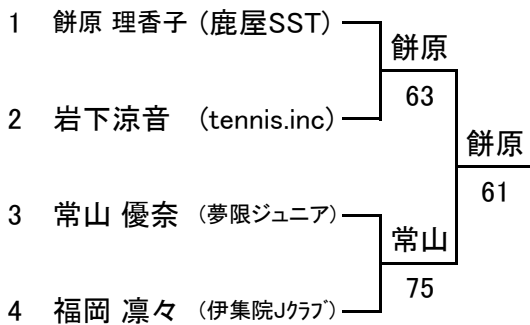 1 餅原 理香子 (鹿屋SST)
餅原
63
2 岩下涼音 (tennis.inc)
餅原
61
3 常山 優奈 (夢限ジュニア)
常山
75
4 福岡 凛々 (伊集院Jクラブ)